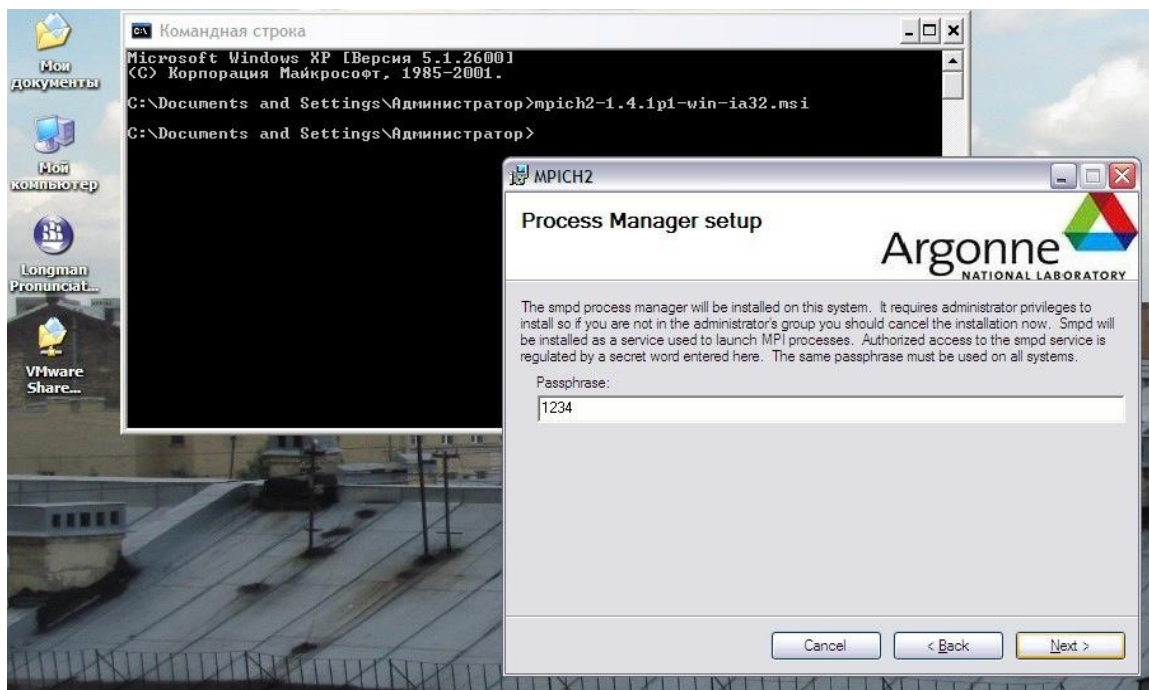 Мои
документы
Мой
компьютер
Longman
Pronunciat...
VMware
Share...
Командная строка
Microsoft Windows XP [Версия 5.1.2600]
(С) Корпорация Майкрософт, 1985-2001.
C:\Documents and Settings\Администратор>mpich2-1.4.1p1-win-ia32.msi
C:\Documents and Settings\Администратор>
MPICH2
Process Manager setup
Argonne
NATIONAL LABORATORY
The smpd process manager will be installed on this system. It requires administrator privileges to
install so if you are not in the administrator's group you should cancel the installation now. Smpd will
be installed as a service used to launch MPI processes. Authorized access to the smpd service is
regulated by a secret word entered here. The same passphrase must be used on all systems.
Passphrase:
1234
Cancel
< Back
Next >